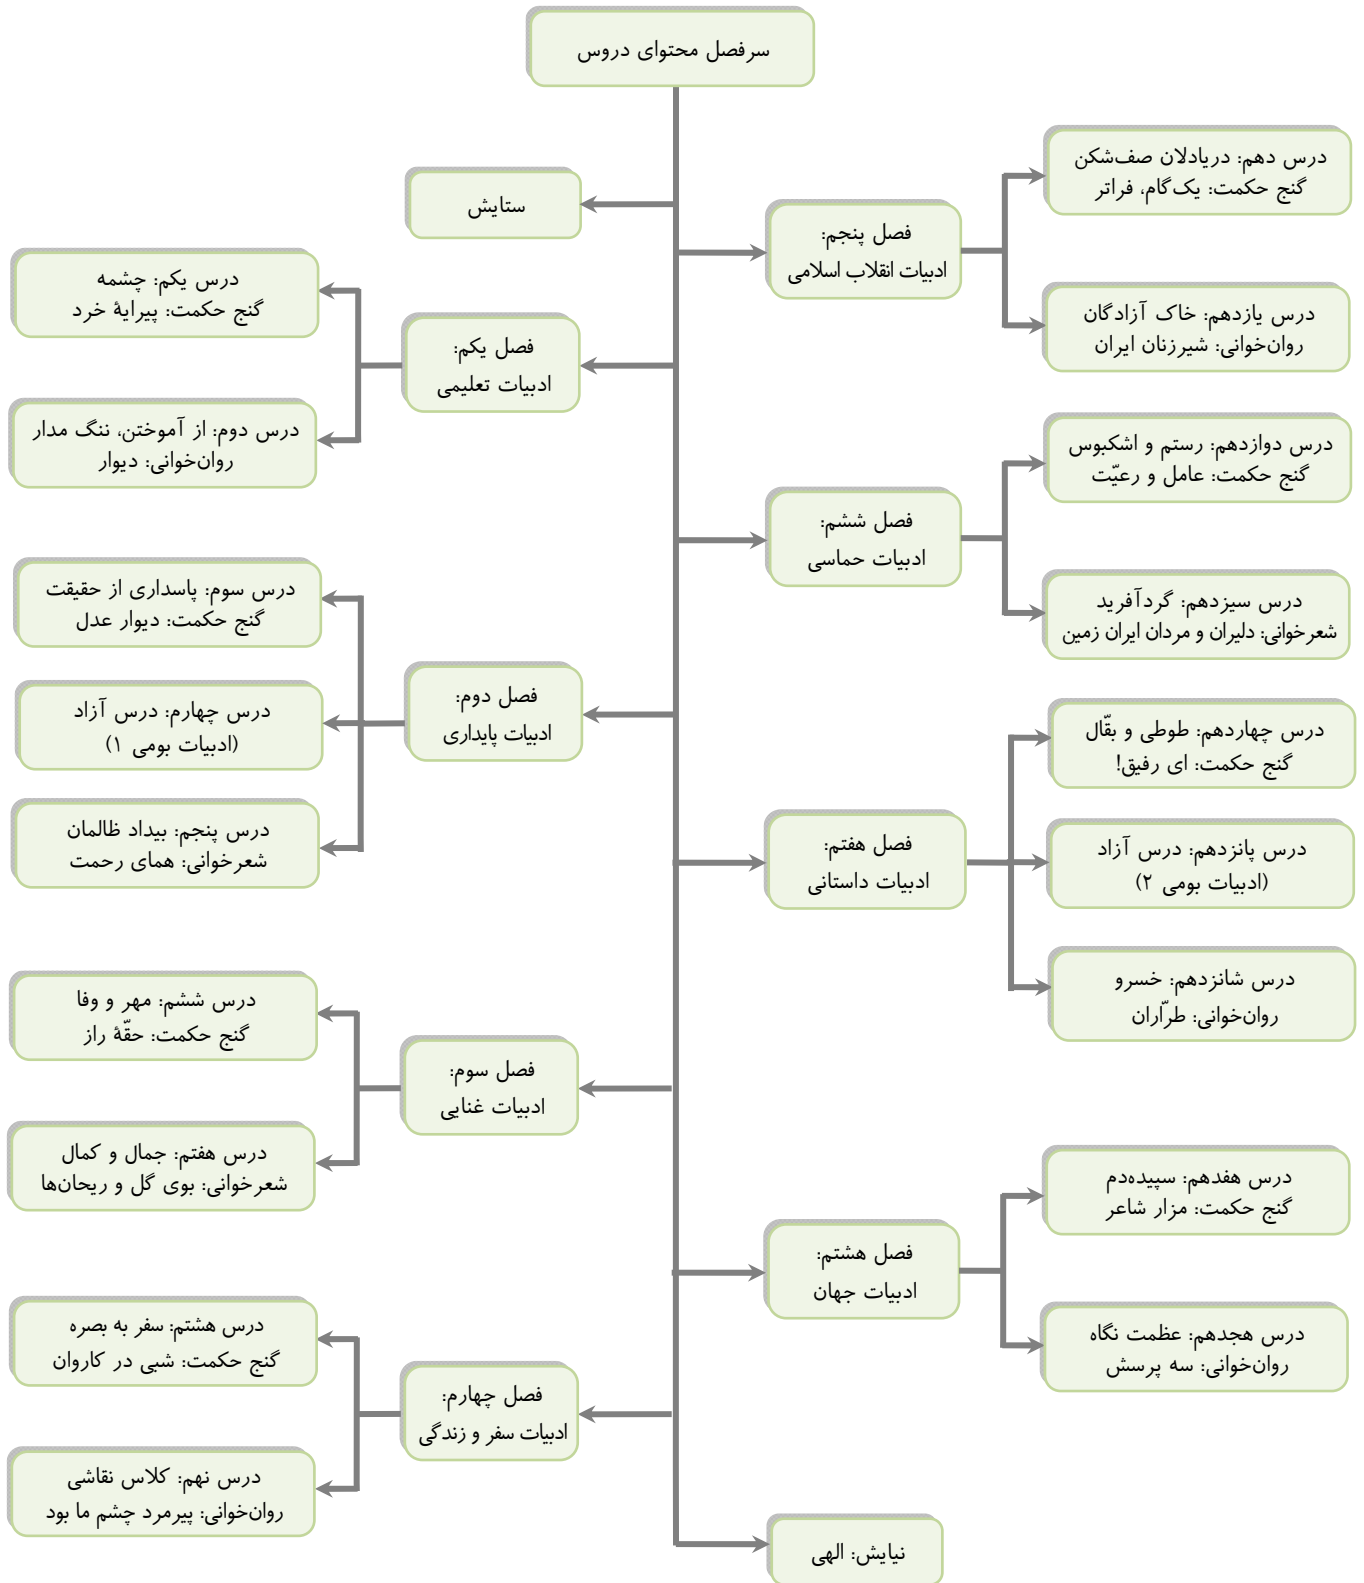 سرفصل محتوای دروس
ستایش
فصل یکم:
ادبیات تعلیمی
درس یکم: چشمه
گنج حکمت: پیرایهٔ خرد
درس دوم: از آموختن، ننگ مدار
روان‌خوانی: دیوار
فصل دوم:
ادبیات پایداری
درس سوم: پاسداری از حقیقت
گنج حکمت: دیوار عدل
درس چهارم: درس آزاد
(ادبیات بومی ۱)
درس پنجم: بیداد ظالمان
شعرخوانی: همای رحمت
فصل سوم:
ادبیات غنایی
درس ششم: مهر و وفا
گنج حکمت: حقّهٔ راز
درس هفتم: جمال و کمال
شعرخوانی: بوی گل و ریحان‌ها
فصل چهارم:
ادبیات سفر و زندگی
درس هشتم: سفر به بصره
گنج حکمت: شبی در کاروان
درس نهم: کلاس نقاشی
روان‌خوانی: پیرمرد چشم ما بود
فصل پنجم:
ادبیات انقلاب اسلامی
درس دهم: دریادلان صف‌شکن
گنج حکمت: یک گام، فراتر
درس یازدهم: خاک آزادگان
روان‌خوانی: شیرزنان ایران
فصل ششم:
ادبیات حماسی
درس دوازدهم: رستم و اشکبوس
گنج حکمت: عامل و رعیّت
درس سیزدهم: گردآفرید
شعرخوانی: دلیران و مردان ایران زمین
فصل هفتم:
ادبیات داستانی
درس چهاردهم: طوطی و بقّال
گنج حکمت: ای رفیق!
درس پانزدهم: درس آزاد
(ادبیات بومی ۲)
درس شانزدهم: خسرو
روان‌خوانی: طرّاران
فصل هشتم:
ادبیات جهان
درس هفدهم: سپیده‌دم
گنج حکمت: مزار شاعر
درس هجدهم: عظمت نگاه
روان‌خوانی: سه پرسش
نیایش: الهی